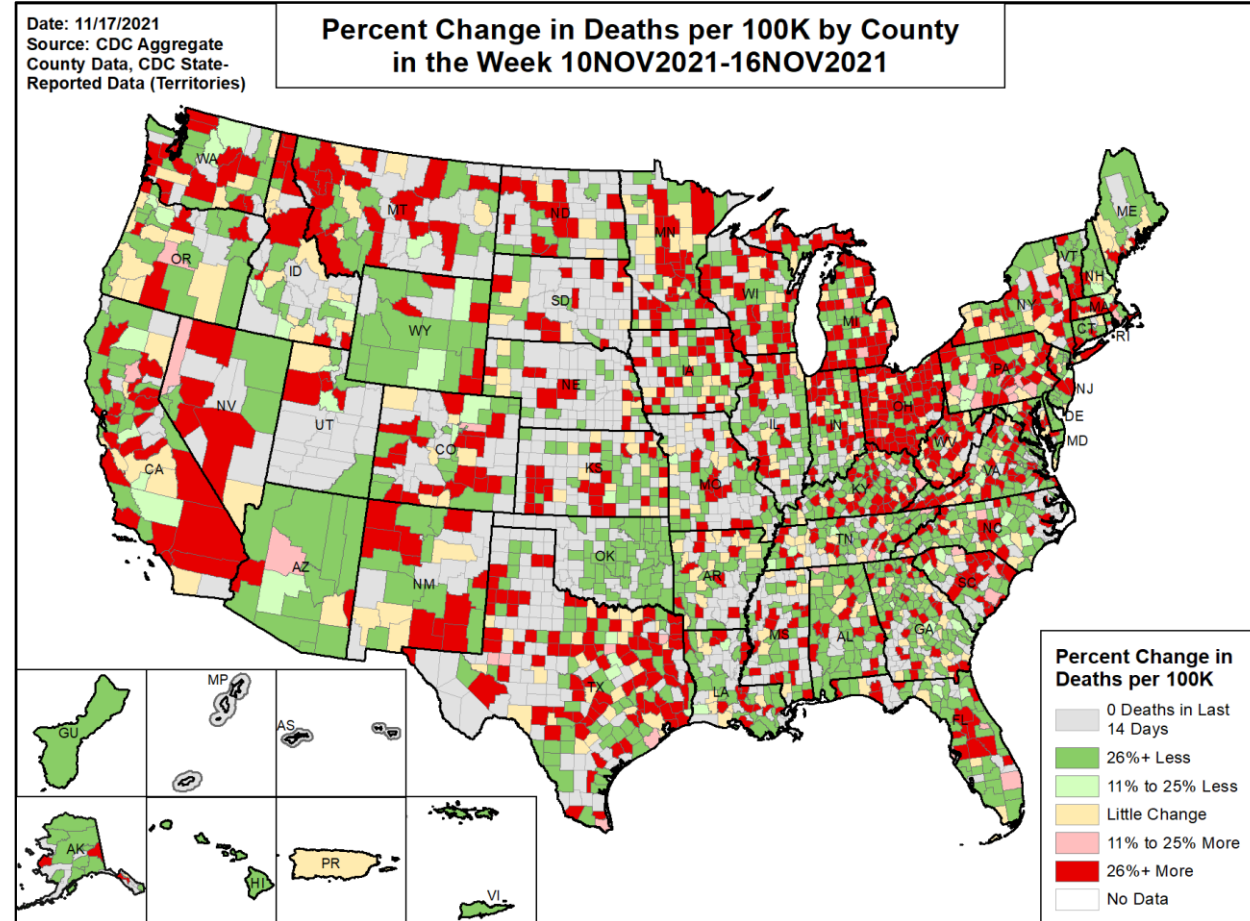 Date: 11/17/2021
Source: CDC Aggregate
County Data, CDC State-
Reported Data (Territories)
Percent Change in Deaths per 100K by County
in the Week 10NOV2021-16NOV2021
WA
MT
ND
MN
ME
OR
ID
SD
WI
MI
VT
NH
NY
MA
CT
RI
WY
IA
NE
PA
NJ
NV
UT
CO
IL
IN
OH
DE
MD
WV
VA
CA
KS
MO
KY
NC
TN
AZ
NM
OK
AR
SC
MS
AL
GA
TX
LA
FL
GU
MP
AS
AK
HI
PR
VI
Percent Change in
Deaths per 100K
0 Deaths in Last
14 Days
26%+ Less
11% to 25% Less
Little Change
11% to 25% More
26%+ More
No Data